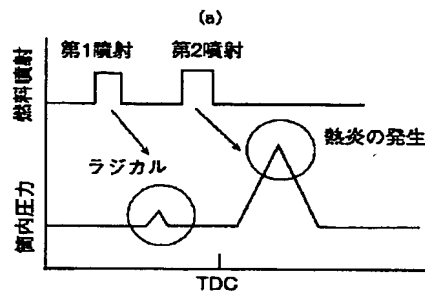 (a)
第1噴射
第2噴射
燃料噴射
熱炎の発生
ラジカル
筒内圧力
TDC